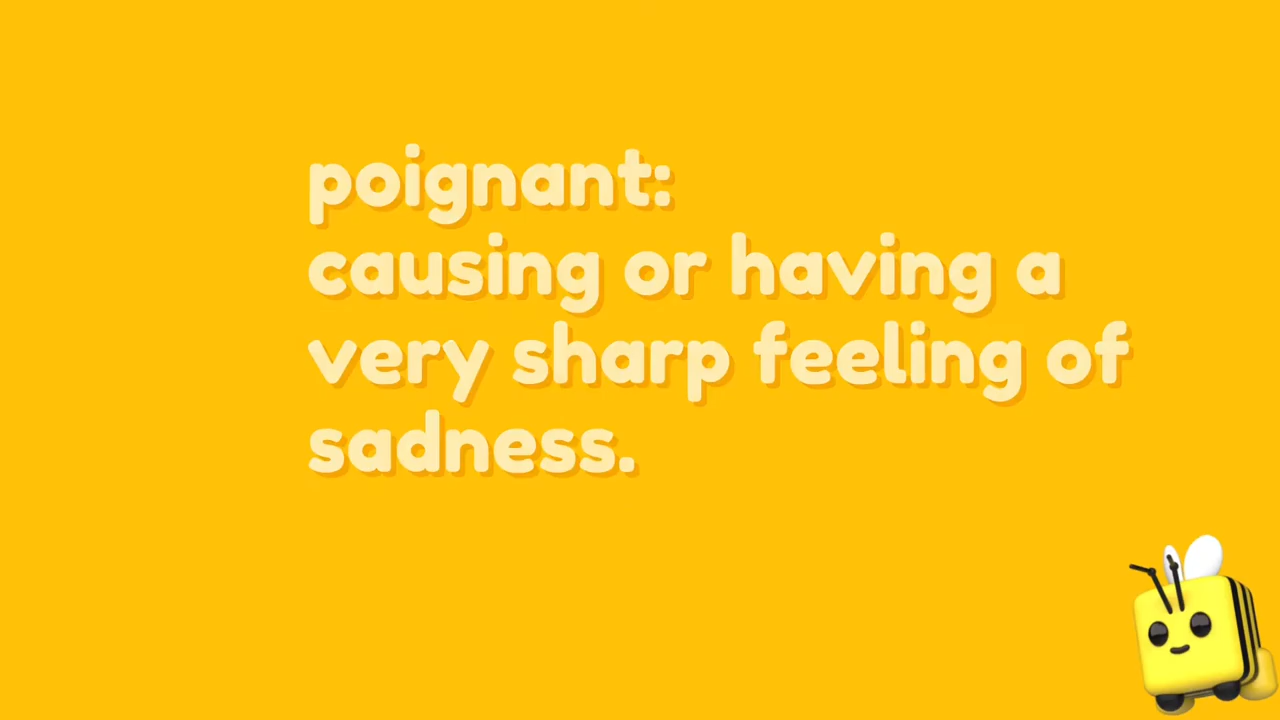 poignant:
causing or having a
very sharp feeling of
sadness.